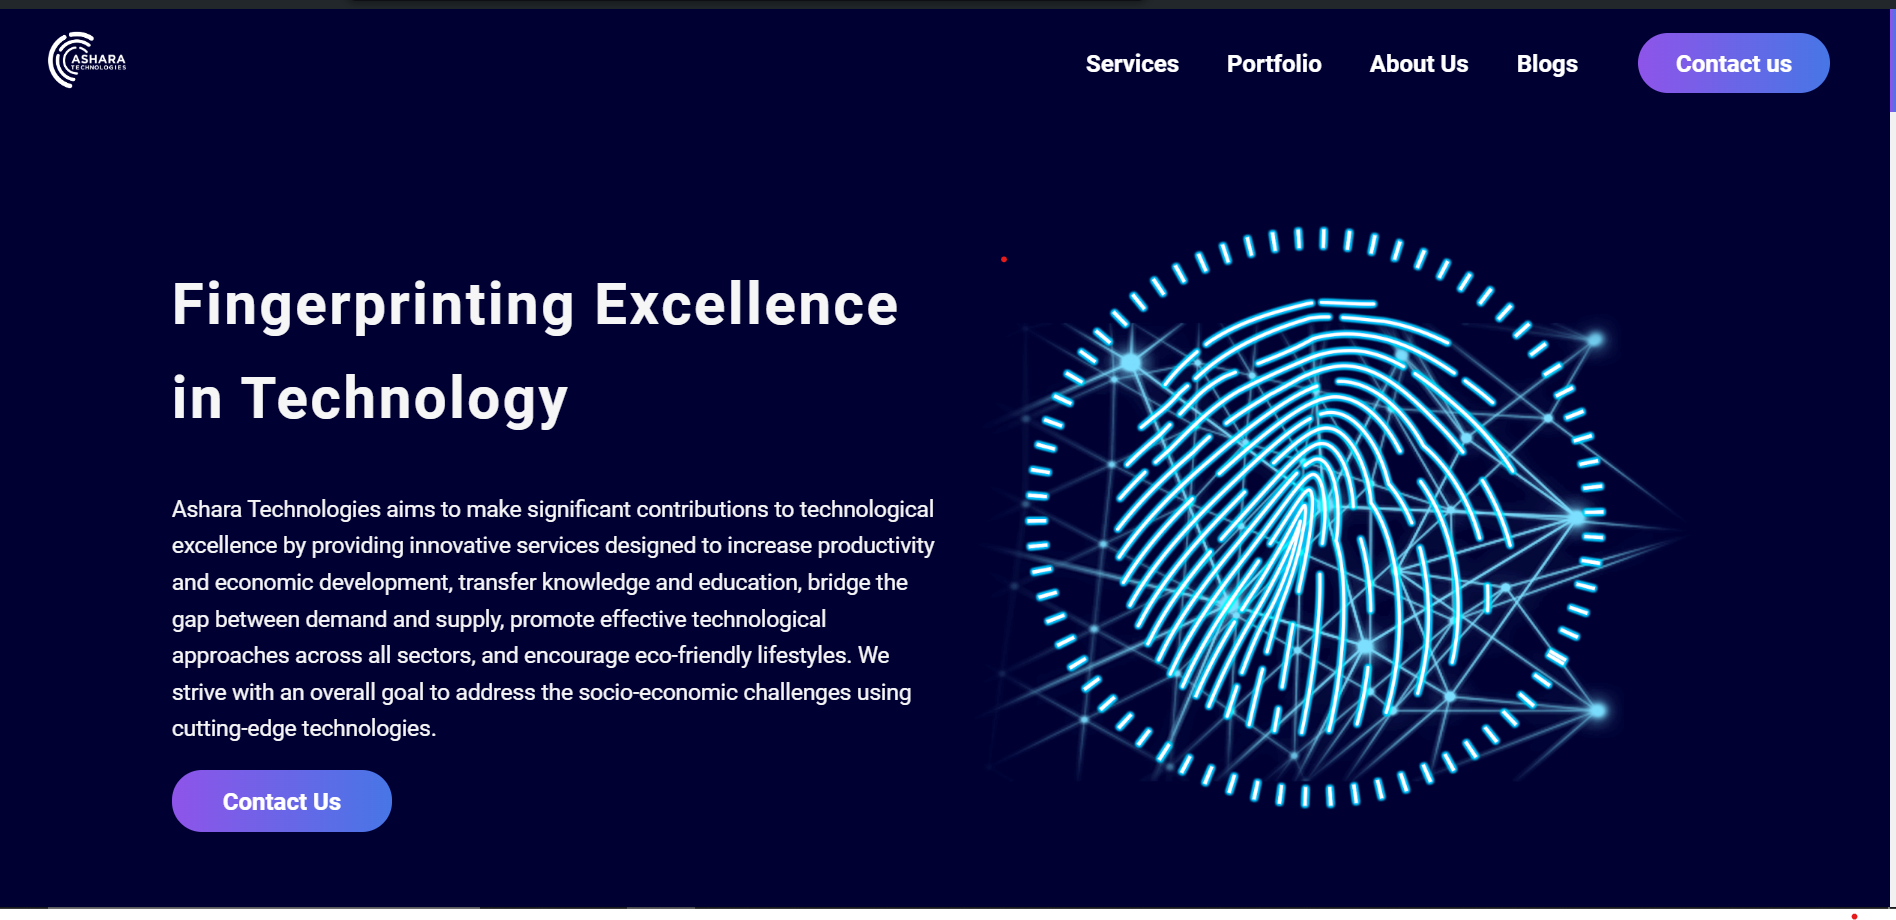 ASHARA
TECHNOLOGIES
Services
Portfolio
About Us
Blogs
Contact us
Fingerprinting Excellence
in Technology
Ashara Technologies aims to make significant contributions to technological
excellence by providing innovative services designed to increase productivity
and economic development, transfer knowledge and education, bridge the
gap between demand and supply, promote effective technological
approaches across all sectors, and encourage eco-friendly lifestyles. We
strive with an overall goal to address the socio-economic challenges using
cutting-edge technologies.
Contact Us